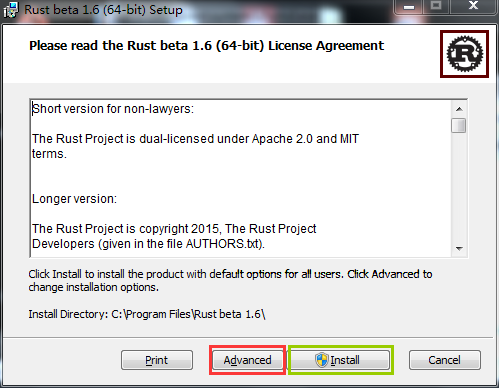 Rust beta 1.6 (64-bit) Setup
Please read the Rust beta 1.6 (64-bit) License Agreement
R
Short version for non-lawyers:
The Rust Project is dual-licensed under Apache 2.0 and MIT
terms.
Longer version:
The Rust Project is copyright 2015, The Rust Project
Developers (given in the file AUTHORS.txt).
Click Install to install the product with default options for all users. Click Advanced to
change installation options.
Install Directory: C:\Program Files\Rust beta 1.6\
Print Advanced Install Cancel